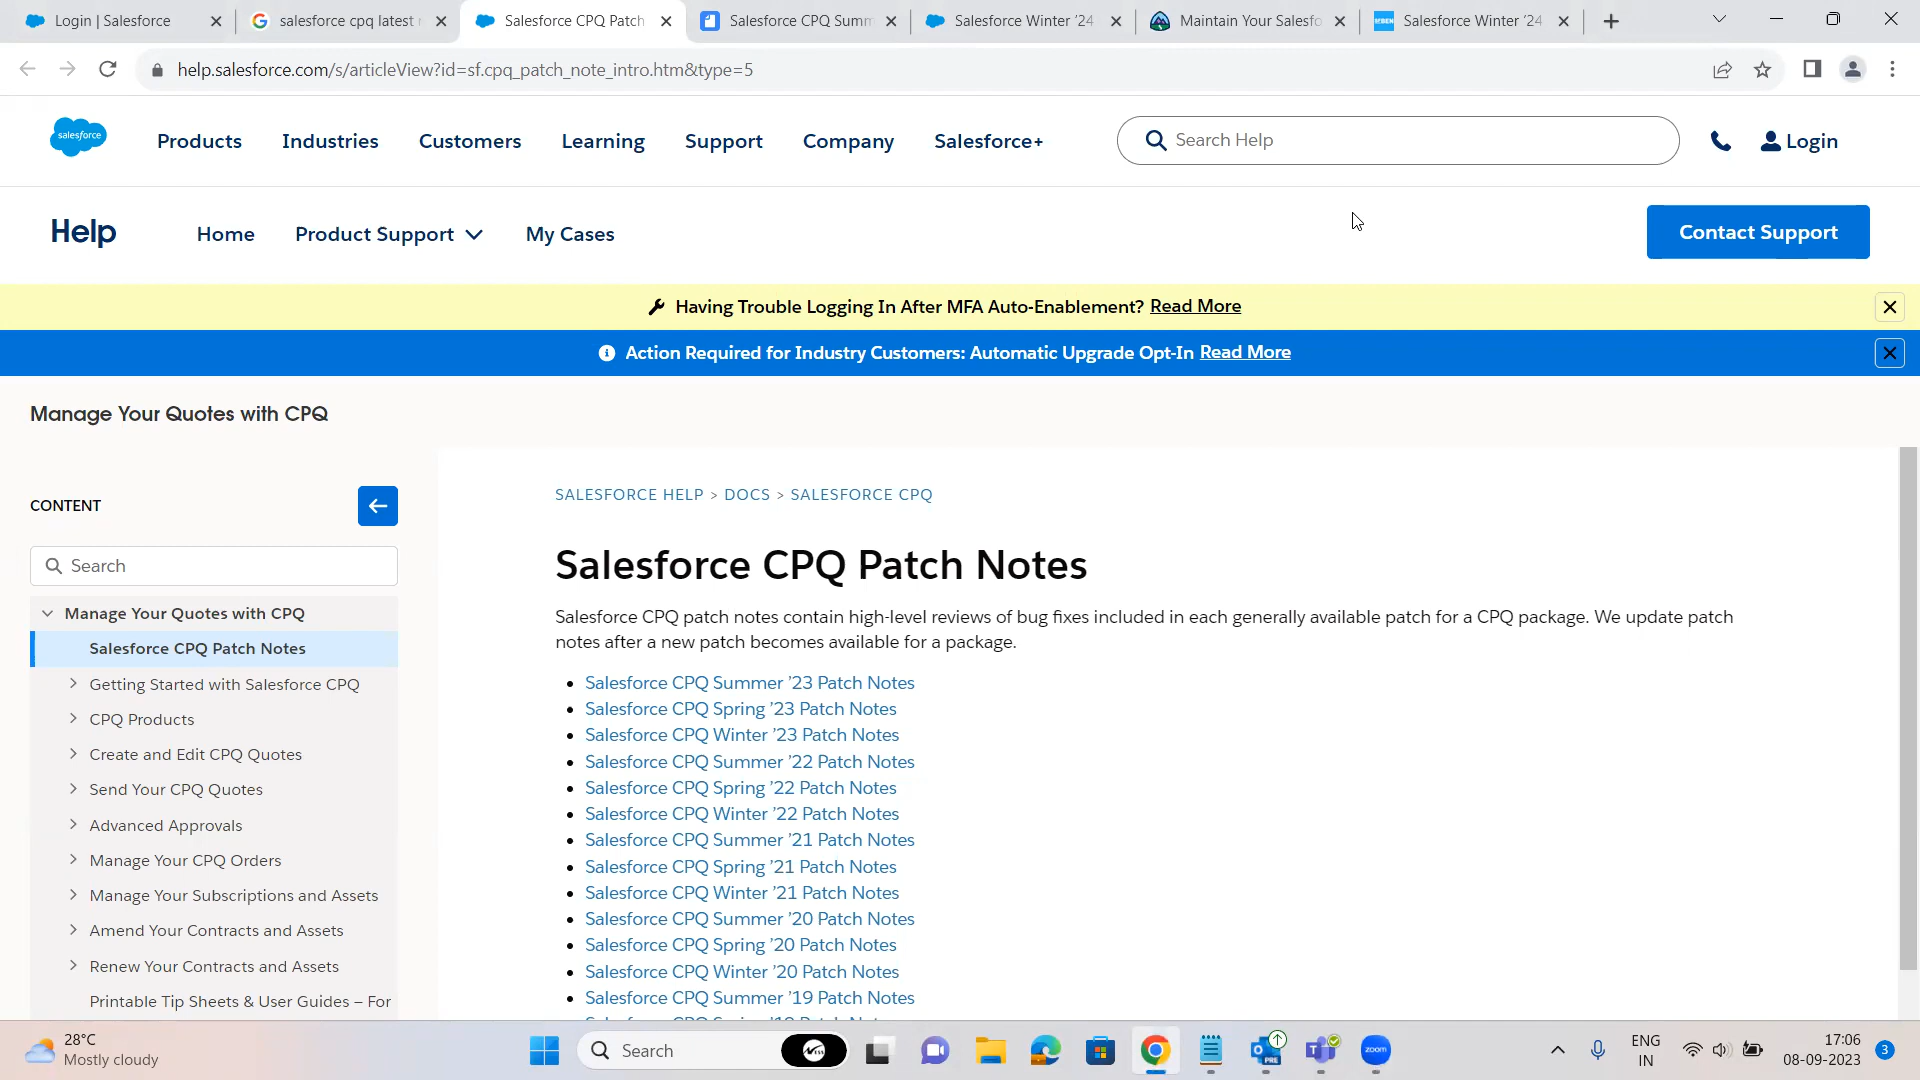 Login | Salesforce
salesforce cpq latest
Salesforce CPQ Patch
Salesforce CPQ Summ
Salesforce Winter '24
Maintain Your Salesfo
Salesforce Winter '24
help.salesforce.com/s/articleView?id=sf.cpq_patch_note_intro.htm&type=5
salesforce
Products
Industries
Customers
Learning
Support
Company
Salesforce+
Search Help
Login
Help
Home
Product Support
My Cases
Contact Support
Having Trouble Logging In After MFA Auto-Enablement? Read More
Action Required for Industry Customers: Automatic Upgrade Opt-In Read More
Manage Your Quotes with CPQ
CONTENT
Search
Manage Your Quotes with CPQ
Salesforce CPQ Patch Notes
Getting Started with Salesforce CPQ
CPQ Products
Create and Edit CPQ Quotes
Send Your CPQ Quotes
Advanced Approvals
Manage Your CPQ Orders
Manage Your Subscriptions and Assets
Amend Your Contracts and Assets
Renew Your Contracts and Assets
Printable Tip Sheets & User Guides – For
SALESFORCE HELP > DOCS > SALESFORCE CPQ
Salesforce CPQ Patch Notes
Salesforce CPQ patch notes contain high-level reviews of bug fixes included in each generally available patch for a CPQ package. We update patch
notes after a new patch becomes available for a package.
Salesforce CPQ Summer ’23 Patch Notes
Salesforce CPQ Spring ’23 Patch Notes
Salesforce CPQ Winter ’23 Patch Notes
Salesforce CPQ Summer ’22 Patch Notes
Salesforce CPQ Spring ’22 Patch Notes
Salesforce CPQ Winter ’22 Patch Notes
Salesforce CPQ Summer ’21 Patch Notes
Salesforce CPQ Spring ’21 Patch Notes
Salesforce CPQ Winter ’21 Patch Notes
Salesforce CPQ Summer ’20 Patch Notes
Salesforce CPQ Spring ’20 Patch Notes
Salesforce CPQ Winter ’20 Patch Notes
Salesforce CPQ Summer ’19 Patch Notes
28°C
Mostly cloudy
Search
PRE
zoom
ENG
IN
17:06
08-09-2023
3